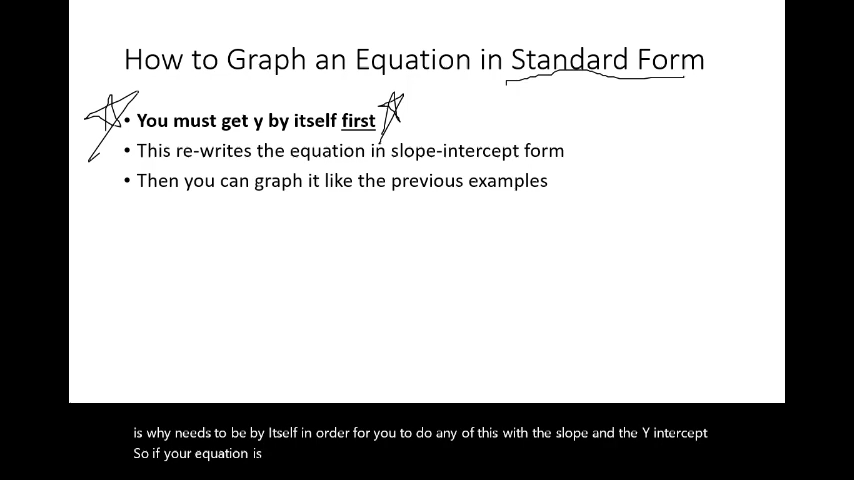 How to Graph an Equation in Standard Form
• You must get y by itself first
• This re-writes the equation in slope-intercept form
• Then you can graph it like the previous examples
is why needs to be by Itself in order for you to do any of this with the slope and the Y intercept
So if your equation is